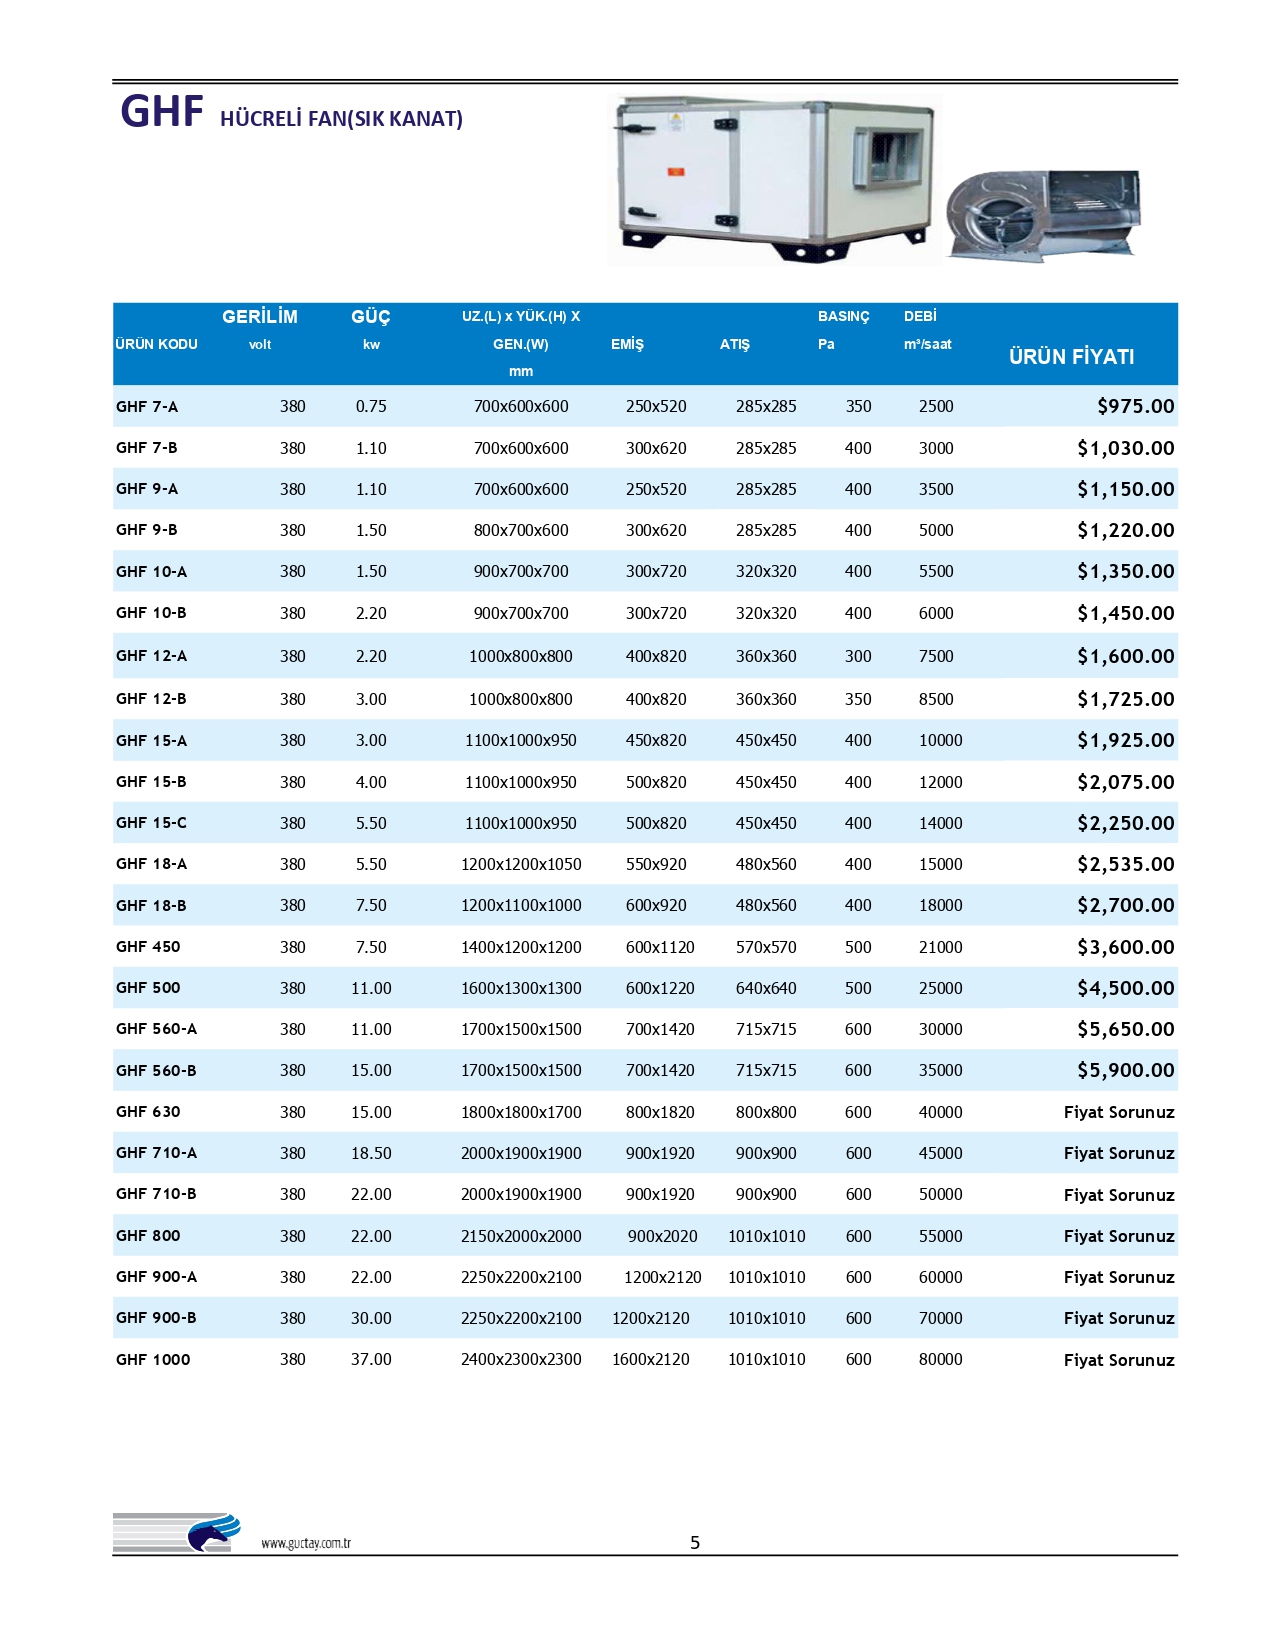 GHF HÜCRELİ FAN(SIK KANAT)
GERİLİM GÜÇ UZ.(L) x YÜK.(H) X BASINÇ DEBİ
ÜRÜN KODU volt kw GEN.(W) EMİŞ ATIŞ Pa m³/saat ÜRÜN FİYATI
mm
GHF 7-A 380 0.75 700x600x600 250x520 285x285 350 2500 $975.00
GHF 7-B 380 1.10 700x600x600 300x620 285x285 400 3000 $1,030.00
GHF 9-A 380 1.10 700x600x600 250x520 285x285 400 3500 $1,150.00
GHF 9-B 380 1.50 800x700x600 300x620 285x285 400 5000 $1,220.00
GHF 10-A 380 1.50 900x700x700 300x720 320x320 400 5500 $1,350.00
GHF 10-B 380 2.20 900x700x700 300x720 320x320 400 6000 $1,450.00
GHF 12-A 380 2.20 1000x800x800 400x820 360x360 300 7500 $1,600.00
GHF 12-B 380 3.00 1000x800x800 400x820 360x360 350 8500 $1,725.00
GHF 15-A 380 3.00 1100x1000x950 450x820 450x450 400 10000 $1,925.00
GHF 15-B 380 4.00 1100x1000x950 500x820 450x450 400 12000 $2,075.00
GHF 15-C 380 5.50 1100x1000x950 500x820 450x450 400 14000 $2,250.00
GHF 18-A 380 5.50 1200x1200x1050 550x920 480x560 400 15000 $2,535.00
GHF 18-B 380 7.50 1200x1100x1000 600x920 480x560 400 18000 $2,700.00
GHF 450 380 7.50 1400x1200x1200 600x1120 570x570 500 21000 $3,600.00
GHF 500 380 11.00 1600x1300x1300 600x1220 640x640 500 25000 $4,500.00
GHF 560-A 380 11.00 1700x1500x1500 700x1420 715x715 600 30000 $5,650.00
GHF 560-B 380 15.00 1700x1500x1500 700x1420 715x715 600 35000 $5,900.00
GHF 630 380 15.00 1800x1800x1700 800x1820 800x800 600 40000 Fiyat Sorunuz
GHF 710-A 380 18.50 2000x1900x1900 900x1920 900x900 600 45000 Fiyat Sorunuz
GHF 710-B 380 22.00 2000x1900x1900 900x1920 900x900 600 50000 Fiyat Sorunuz
GHF 800 380 22.00 2150x2000x2000 900x2020 1010x1010 600 55000 Fiyat Sorunuz
GHF 900-A 380 22.00 2250x2200x2100 1200x2120 1010x1010 600 60000 Fiyat Sorunuz
GHF 900-B 380 30.00 2250x2200x2100 1200x2120 1010x1010 600 70000 Fiyat Sorunuz
GHF 1000 380 37.00 2400x2300x2300 1600x2120 1010x1010 600 80000 Fiyat Sorunuz
www.guctay.com.tr 5